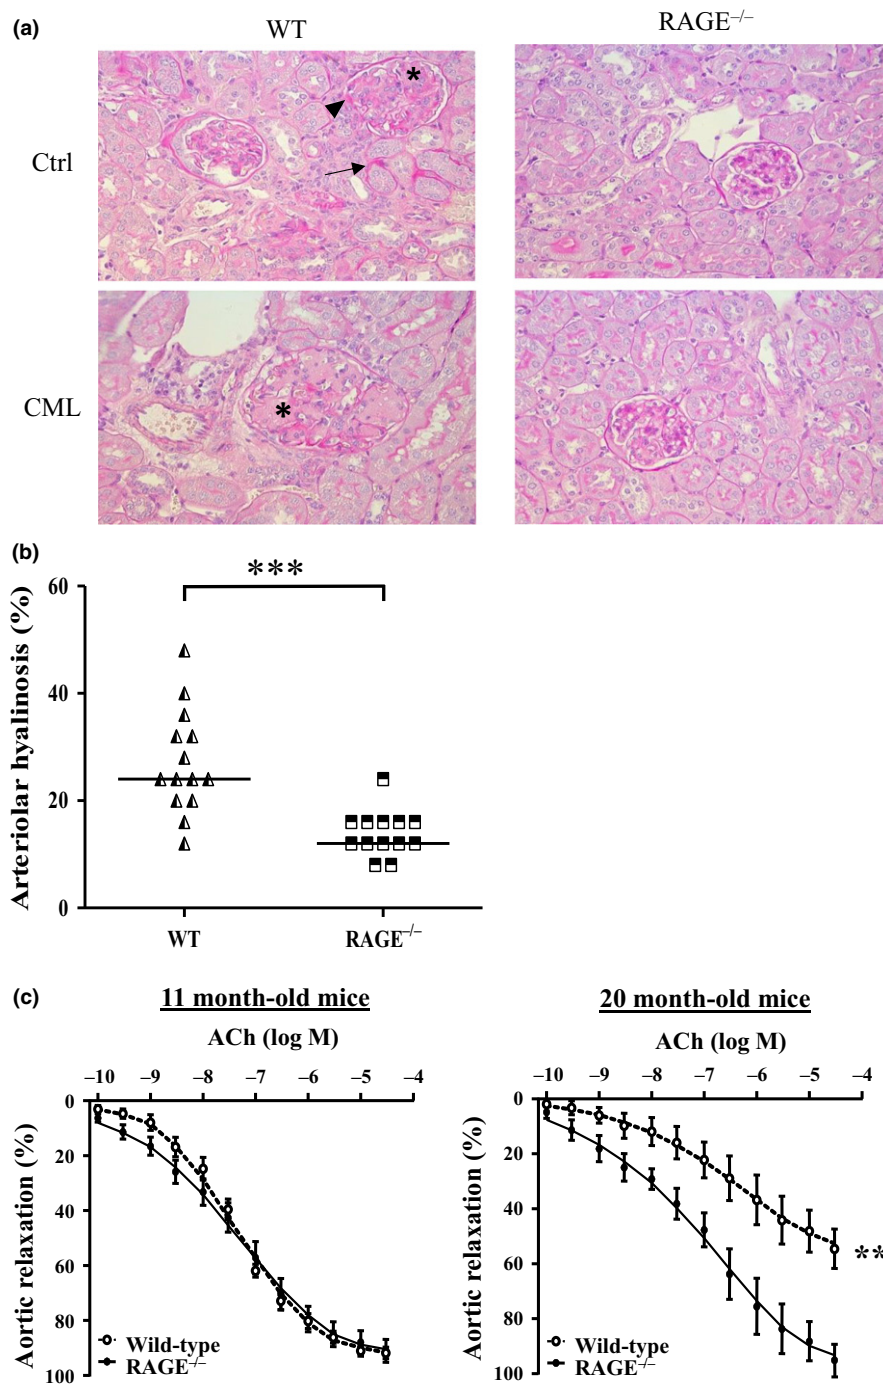 (a)
WT
RAGE–/–
Ctrl
*
CML
*
(b)
***
Arteriolar hyalinosis (%)
60
40
20
0
WT
RAGE–/–
(c)
11 month-old mice
ACh (log M)
–10 –9 –8 –7 –6 –5 –4
Aortic relaxation (%)
0
20
40
60
80
100
Wild-type
RAGE–/–
20 month-old mice
ACh (log M)
–10 –9 –8 –7 –6 –5 –4
Aortic relaxation (%)
0
20
40
60
80
100
**
Wild-type
RAGE–/–